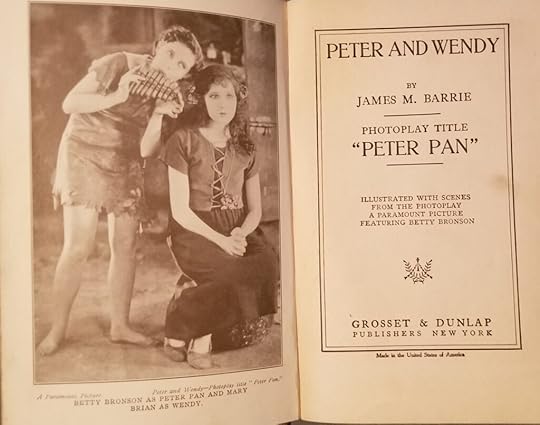 A Paramount Picture. Peter and Wendy—Photoplay title "Peter Pan."
BETTY BRONSON AS PETER PAN AND MARY
BRIAN AS WENDY.
PETER AND WENDY
BY
JAMES M. BARRIE
PHOTOPLAY TITLE
"PETER PAN"
ILLUSTRATED WITH SCENES
FROM THE PHOTOPLAY
A PARAMOUNT PICTURE
FEATURING BETTY BRONSON
GROSSET & DUNLAP
PUBLISHERS NEW YORK
Made in the United States of America